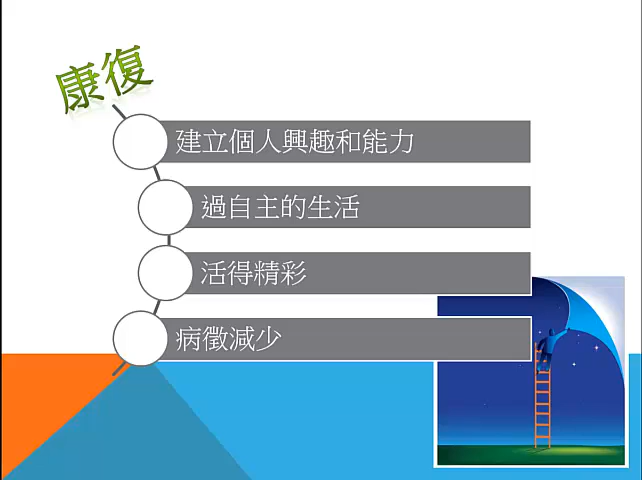 康復
建立個人興趣和能力
過自主的生活
活得精彩
病徵減少